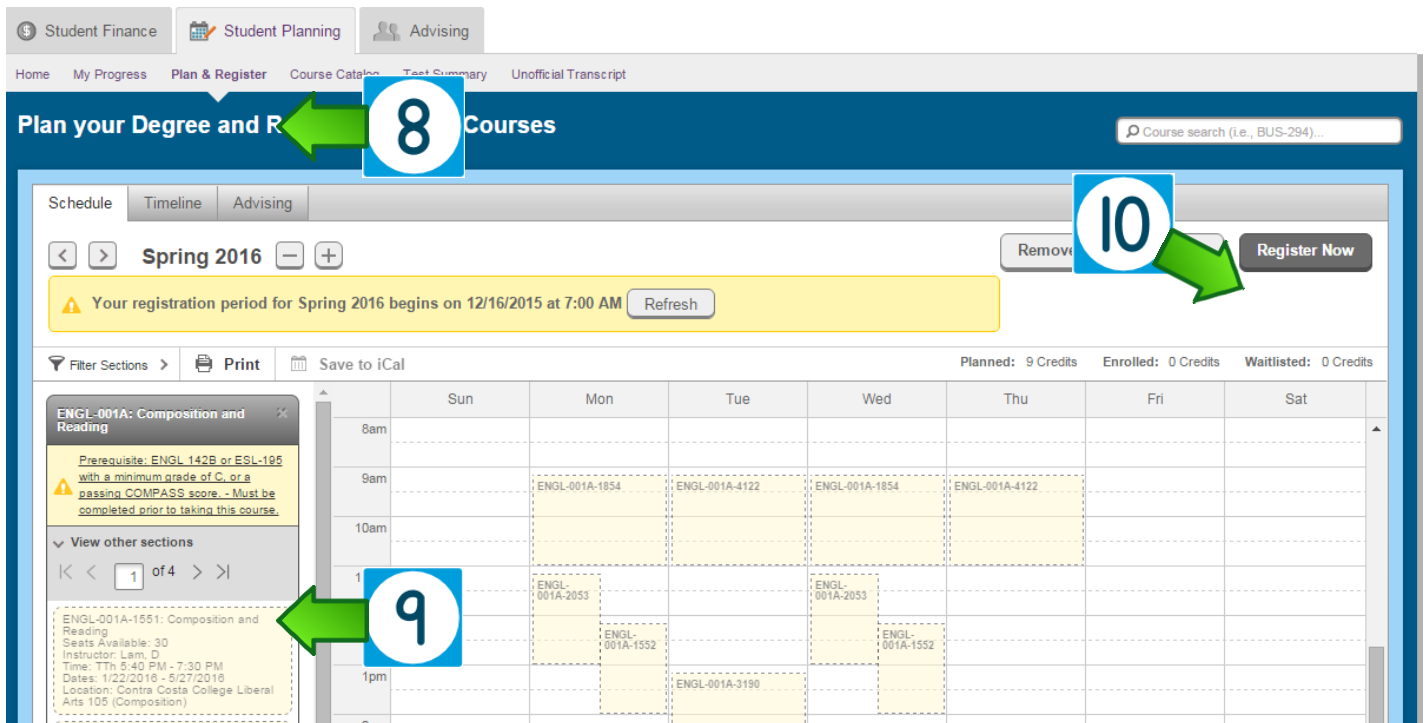 Student Finance
Student Planning
Advising
Home
My Progress
Plan & Register
Course Catalog
Test Summary
Unofficial Transcript
8
Plan your Degree and R
Courses
Course search (i.e., BUS-294)...
Schedule
Timeline
Advising
10
Spring 2016
Remove
Register Now
Your registration period for Spring 2016 begins on 12/16/2015 at 7:00 AM
Refresh
Filter Sections
Print
Save to iCal
Planned: 9 Credits
Enrolled: 0 Credits
Waitlisted: 0 Credits
ENGL-001A: Composition and
Reading
Prerequisite: ENGL 142B or ESL-195
with a minimum grade of C, or a
passing COMPASS score. - Must be
completed prior to taking this course.
View other sections
1 of 4
ENGL-001A-1551: Composition and
Reading
Seats Available: 30
Instructor: Lam, D
Time: TTh 5:40 PM - 7:30 PM
Dates: 1/22/2016 - 5/27/2016
Location: Contra Costa College Liberal
Arts 105 (Composition)
9
Sun
Mon
Tue
Wed
Thu
Fri
Sat
8am
9am
ENGL-001A-1854
ENGL-001A-4122
ENGL-001A-1854
ENGL-001A-4122
10am
1
ENGL-
001A-2053
ENGL-
001A-2053
ENGL-
001A-1552
ENGL-
001A-1552
1pm
ENGL-001A-3190